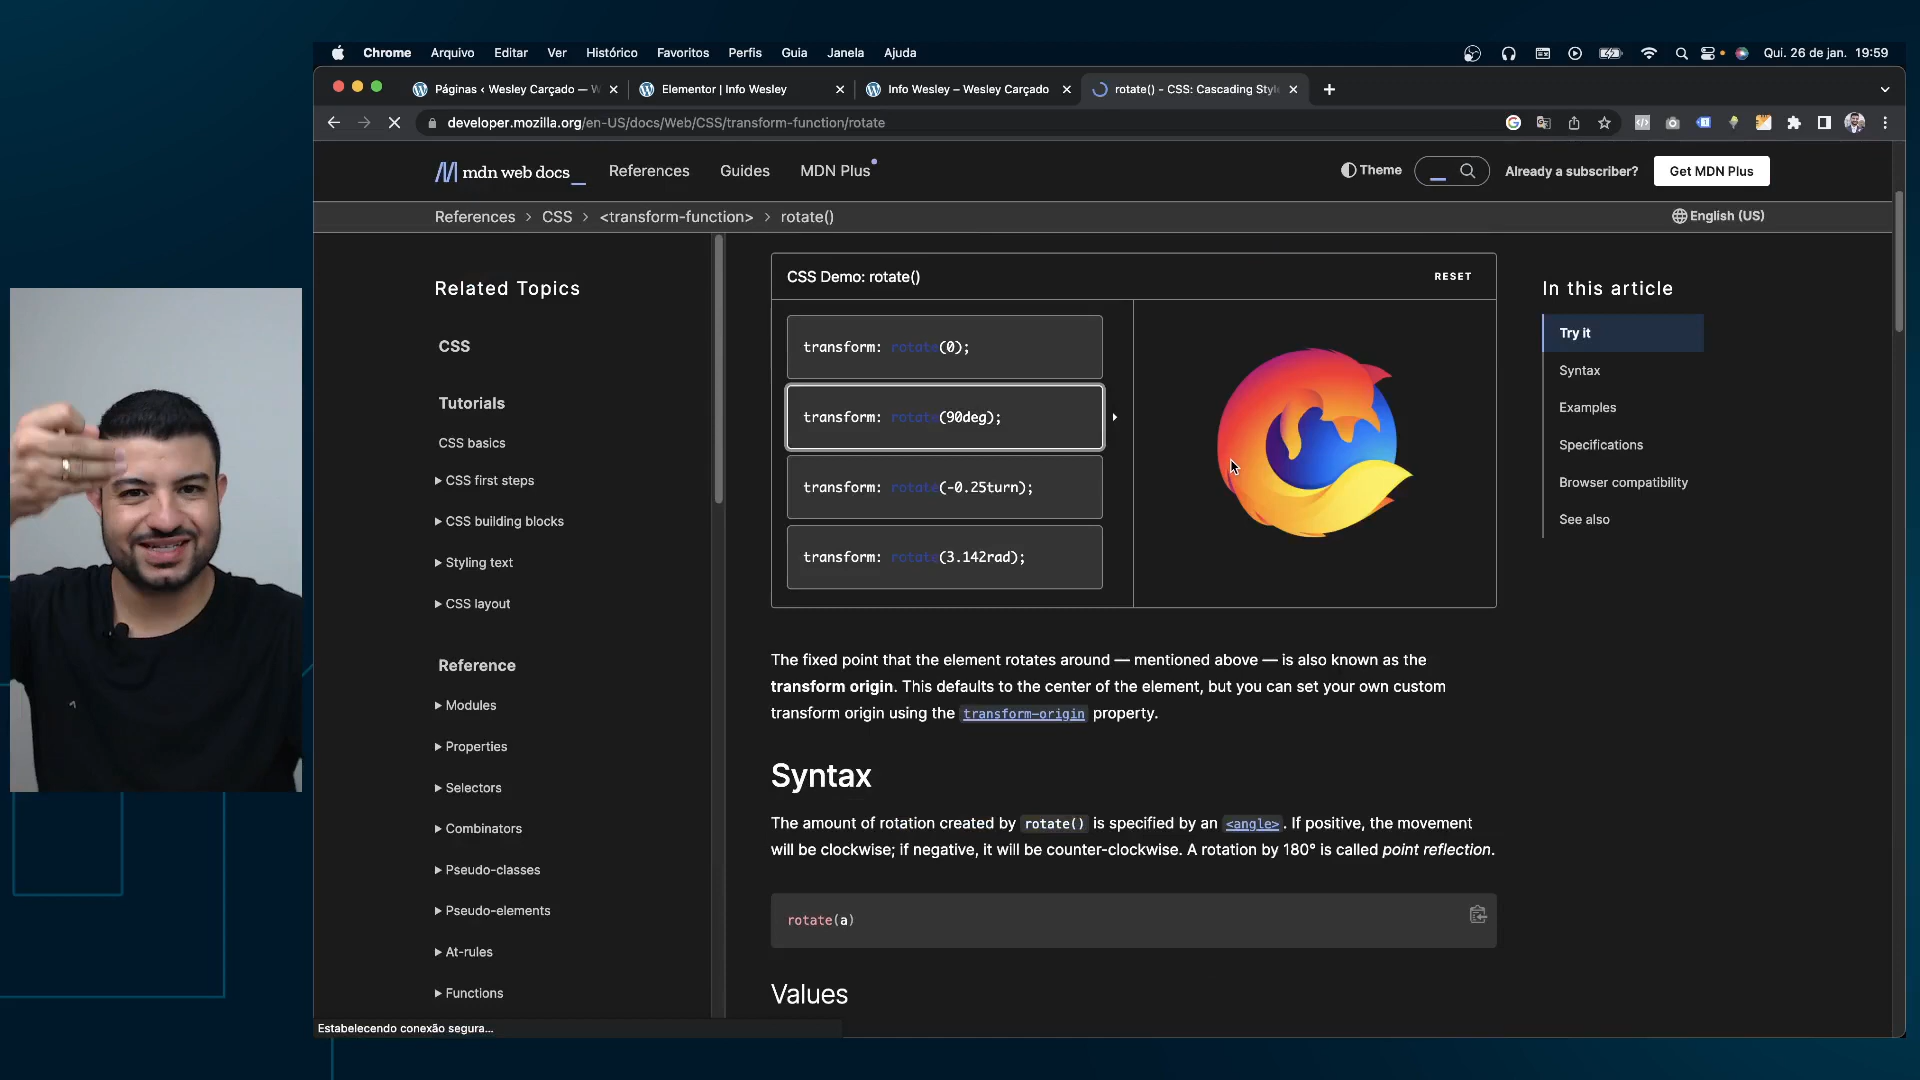 Chrome Arquivo Editar Ver Histórico Favoritos Perfis Guia Janela Ajuda Qui. 26 de jan. 19:59
Páginas ‹ Wesley Carçado — W
Elementor | Info Wesley
Info Wesley – Wesley Carçado
rotate() - CSS: Cascading Style
developer.mozilla.org/en-US/docs/Web/CSS/transform-function/rotate
mdn web docs_ References Guides MDN Plus Theme Already a subscriber? Get MDN Plus
References > CSS > <transform-function> > rotate() English (US)
Related Topics
CSS
Tutorials
CSS basics
CSS first steps
CSS building blocks
Styling text
CSS layout
Reference
Modules
Properties
Selectors
Combinators
Pseudo-classes
Pseudo-elements
At-rules
Functions
CSS Demo: rotate() RESET
transform: rotate(0);
transform: rotate(90deg);
transform: rotate(-0.25turn);
transform: rotate(3.142rad);
The fixed point that the element rotates around — mentioned above — is also known as the
transform origin. This defaults to the center of the element, but you can set your own custom
transform origin using the transform-origin property.
Syntax
The amount of rotation created by rotate() is specified by an <angle>. If positive, the movement
will be clockwise; if negative, it will be counter-clockwise. A rotation by 180° is called point reflection.
rotate(a)
Values
In this article
Try it
Syntax
Examples
Specifications
Browser compatibility
See also
Estabelecendo conexão segura...